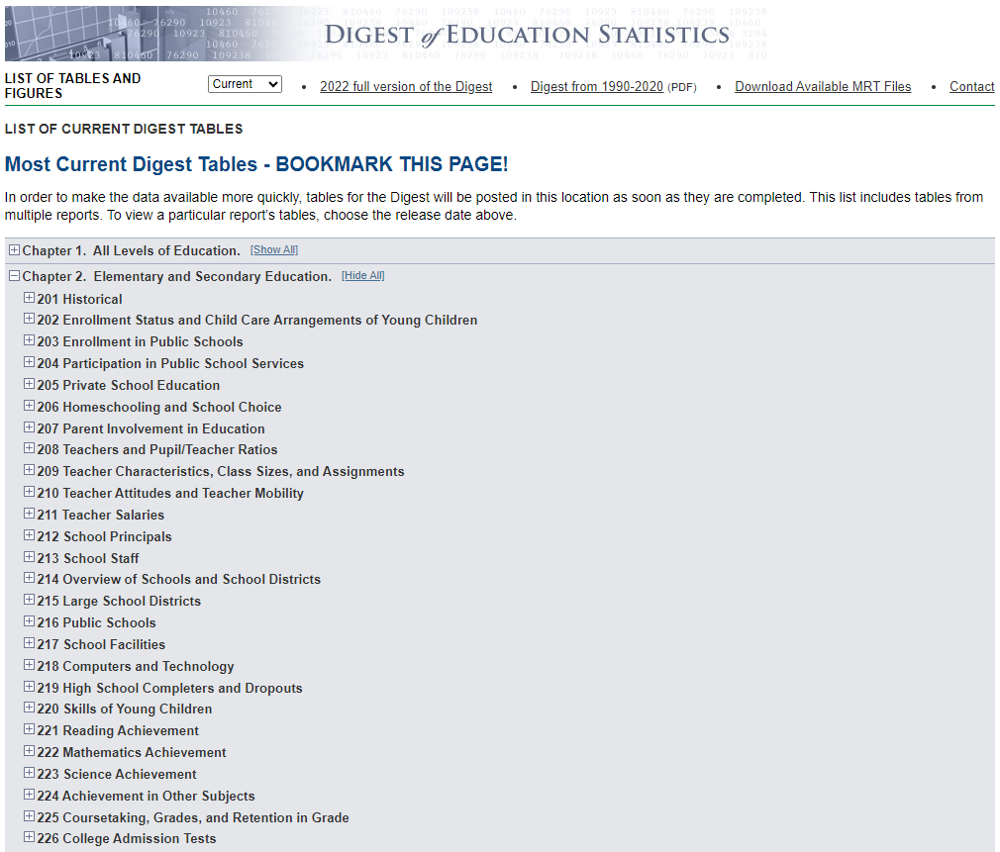 DIGEST of EDUCATION STATISTICS
LIST OF TABLES AND
FIGURES
Current
• 2022 full version of the Digest • Digest from 1990-2020 (PDF) • Download Available MRT Files • Contact
LIST OF CURRENT DIGEST TABLES
Most Current Digest Tables - BOOKMARK THIS PAGE!
In order to make the data available more quickly, tables for the Digest will be posted in this location as soon as they are completed. This list includes tables from
multiple reports. To view a particular report's tables, choose the release date above.
Chapter 1. All Levels of Education. [Show All]
Chapter 2. Elementary and Secondary Education. [Hide All]
201 Historical
202 Enrollment Status and Child Care Arrangements of Young Children
203 Enrollment in Public Schools
204 Participation in Public School Services
205 Private School Education
206 Homeschooling and School Choice
207 Parent Involvement in Education
208 Teachers and Pupil/Teacher Ratios
209 Teacher Characteristics, Class Sizes, and Assignments
210 Teacher Attitudes and Teacher Mobility
211 Teacher Salaries
212 School Principals
213 School Staff
214 Overview of Schools and School Districts
215 Large School Districts
216 Public Schools
217 School Facilities
218 Computers and Technology
219 High School Completers and Dropouts
220 Skills of Young Children
221 Reading Achievement
222 Mathematics Achievement
223 Science Achievement
224 Achievement in Other Subjects
225 Coursetaking, Grades, and Retention in Grade
226 College Admission Tests